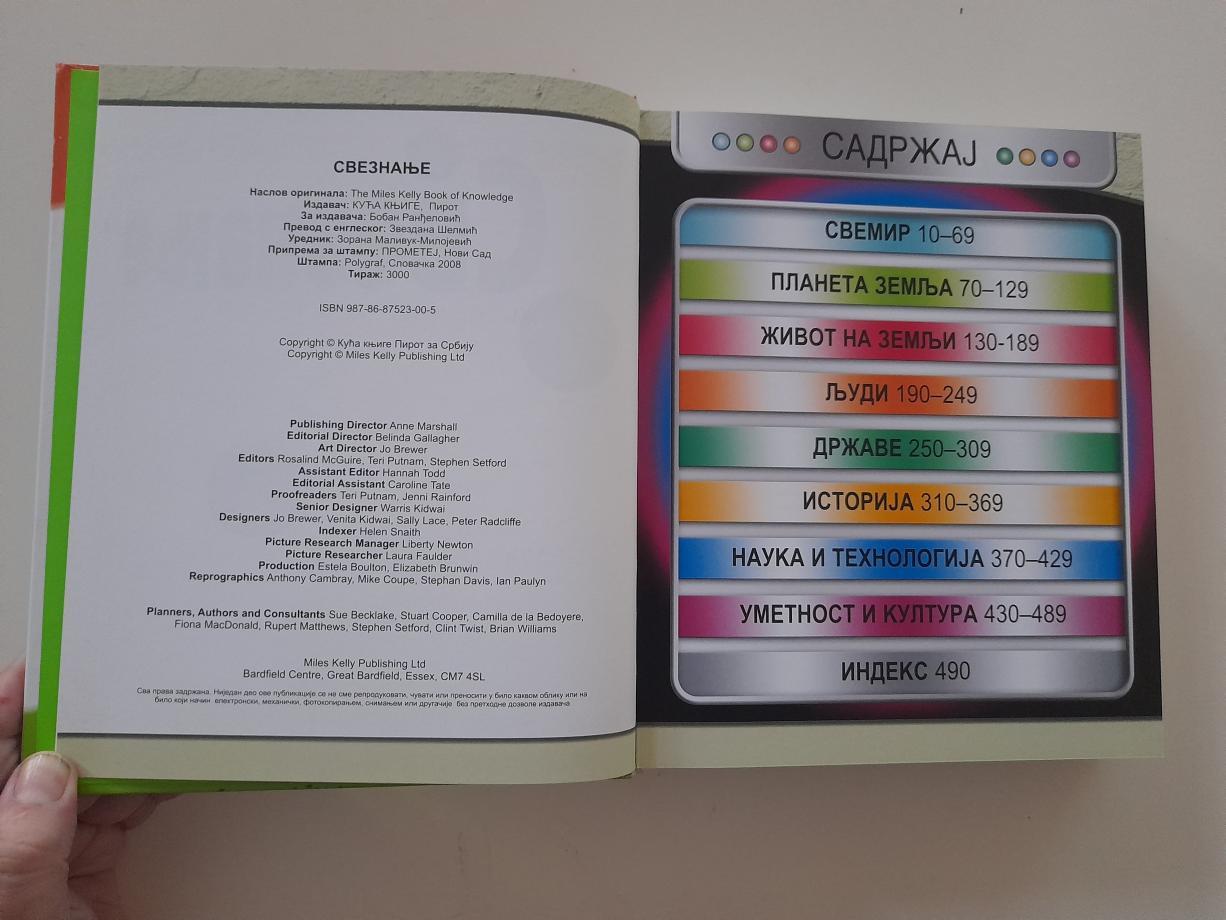 СВЕЗНАЊЕ
Наслов оригинала: The Miles Kelly Book of Knowledge
Издавач: КУЋА КЊИГЕ, Пирот
За издавача: Бобан Ранђеловић
Превод с енглеског: Звездана Шелмић
Уредник: Зорана Маливук-Милојевић
Припрема за штампу: ПРОМЕТЕЈ, Нови Сад
Штампа: Polygraf, Словачка 2008
Тираж: 3000
ISBN 987-86-87523-00-5
Copyright © Кућа књиге Пирот за Србију
Copyright © Miles Kelly Publishing Ltd
Publishing Director Anne Marshall
Editorial Director Belinda Gallagher
Art Director Jo Brewer
Editors Rosalind McGuire, Teri Putnam, Stephen Setford
Assistant Editor Hannah Todd
Editorial Assistant Caroline Tate
Proofreaders Teri Putnam, Jenni Rainford
Senior Designer Warris Kidwai
Designers Jo Brewer, Venita Kidwai, Sally Lace, Peter Radcliffe
Indexer Helen Snaith
Picture Research Manager Liberty Newton
Picture Researcher Laura Faulder
Production Estela Boulton, Elizabeth Brunwin
Reprographics Anthony Cambray, Mike Coupe, Stephan Davis, Ian Paulyn
Planners, Authors and Consultants Sue Becklake, Stuart Cooper, Camilla de la Bedoyere,
Fiona MacDonald, Rupert Matthews, Stephen Setford, Clint Twist, Brian Williams
Miles Kelly Publishing Ltd
Bardfield Centre, Great Bardfield, Essex, CM7 4SL
Сва права задржана. Ниједан део ове публикације се не сме репродуковати, чувати или преносити у било каквом облику или на
било који начин електронски, механички, фотокопирањем, снимањем или другачије без претходне дозволе издавача
САДРЖАЈ
СВЕМИР 10–69
ПЛАНЕТА ЗЕМЉА 70–129
ЖИВОТ НА ЗЕМЉИ 130-189
ЉУДИ 190–249
ДРЖАВЕ 250–309
ИСТОРИЈА 310–369
НАУКА И ТЕХНОЛОГИЈА 370–429
УМЕТНОСТ И КУЛТУРА 430–489
ИНДЕКС 490